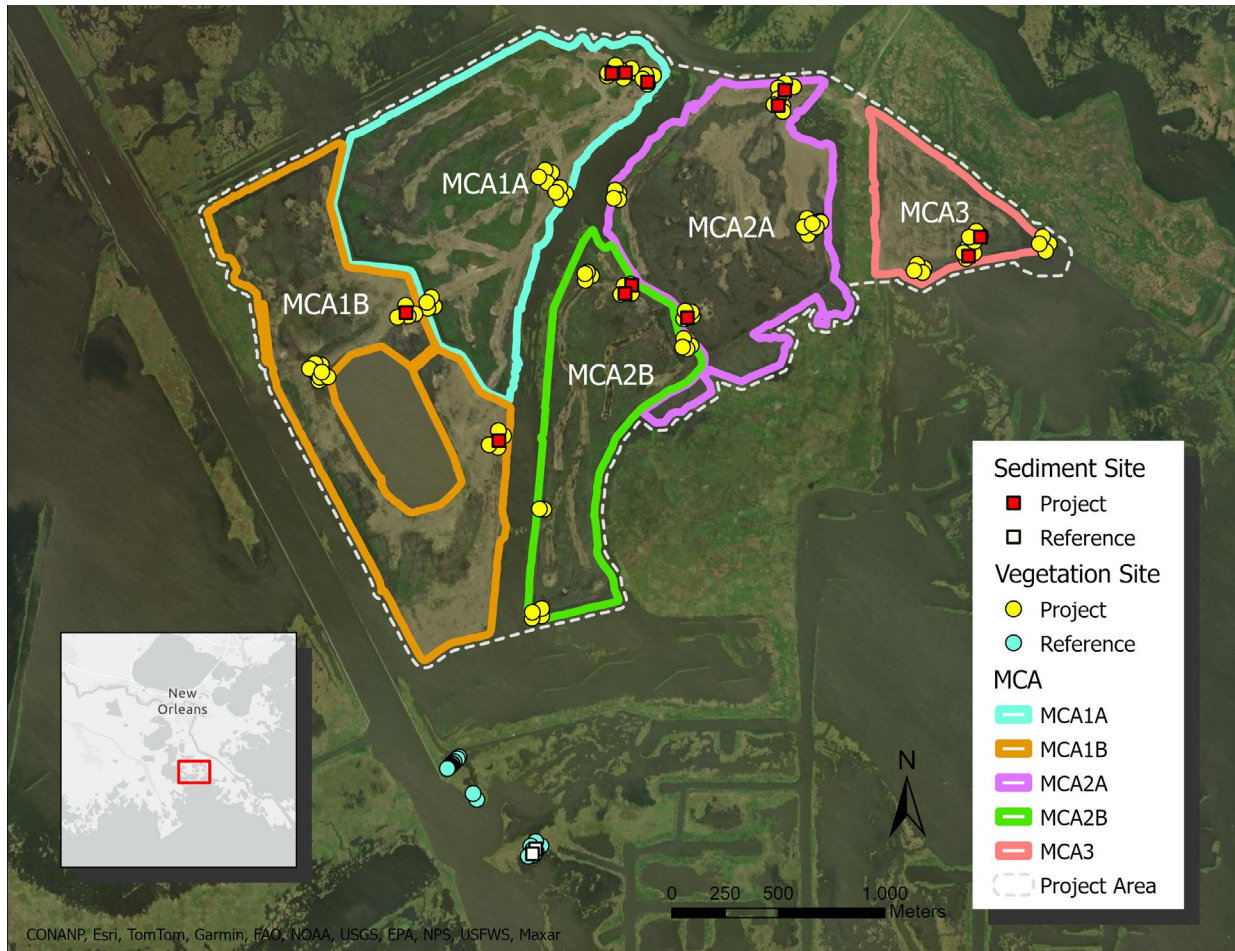 MCA1A
MCA2A
MCA3
MCA1B
MCA2B
Sediment Site
Project
Reference
Vegetation Site
Project
Reference
MCA
MCA1A
MCA1B
MCA2A
MCA2B
MCA3
Project Area
New
Orleans
N
0 250 500 1,000
Meters
CONANP, Esri, TomTom, Garmin, FAO, NOAA, USGS, EPA, NPS, USFWS, Maxar